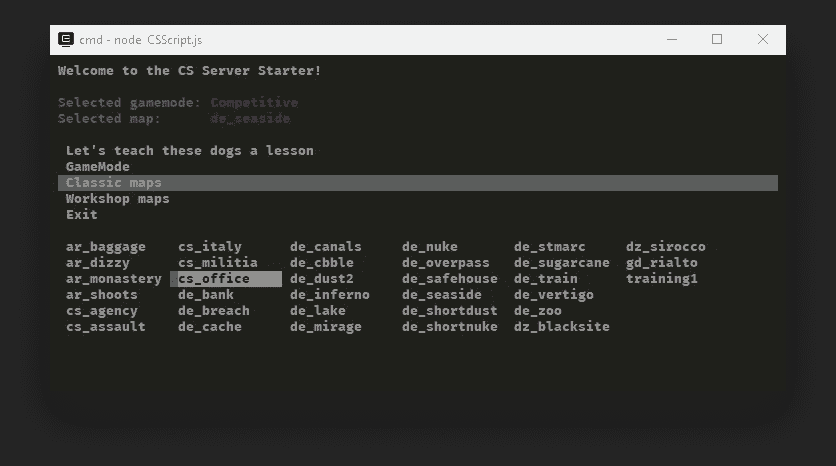 cmd - node CSScript.js
Welcome to the CS Server Starter!
Selected gamemode: Competitive
Selected map: de_seaside
Let's teach these dogs a lesson
GameMode
Classic maps
Workshop maps
Exit
ar_baggage cs_italy de_canals de_nuke de_stmarc dz_sirocco
ar_dizzy cs_militia de_cbble de_overpass de_sugarcane gd_rialto
ar_monastery cs_office de_dust2 de_safehouse de_train training1
ar_shoots de_bank de_inferno de_seaside de_vertigo
cs_agency de_breach de_lake de_shortdust de_zoo
cs_assault de_cache de_mirage de_shortnuke dz_blacksite